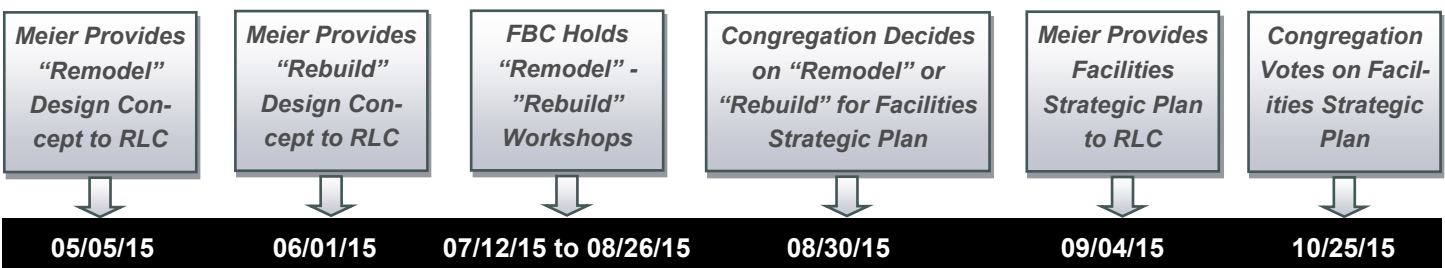 Meier Provides
“Remodel”
Design Con-
cept to RLC
Meier Provides
“Rebuild”
Design Con-
cept to RLC
FBC Holds
“Remodel” -
”Rebuild”
Workshops
Congregation Decides
on “Remodel” or
“Rebuild” for Facilities
Strategic Plan
Meier Provides
Facilities
Strategic Plan
to RLC
Congregation
Votes on Facil-
ities Strategic
Plan
05/05/15
06/01/15
07/12/15 to 08/26/15
08/30/15
09/04/15
10/25/15